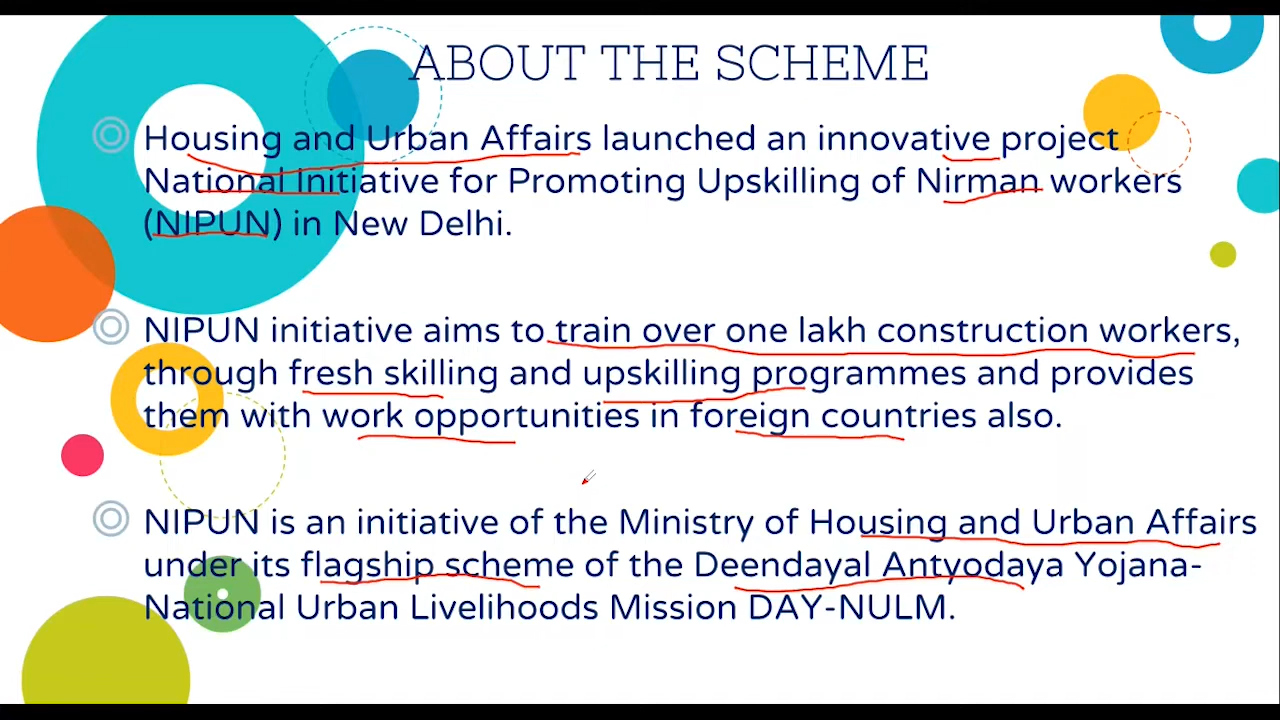 ABOUT THE SCHEME
Housing and Urban Affairs launched an innovative project
National Initiative for Promoting Upskilling of Nirman workers
(NIPUN) in New Delhi.
NIPUN initiative aims to train over one lakh construction workers,
through fresh skilling and upskilling programmes and provides
them with work opportunities in foreign countries also.
NIPUN is an initiative of the Ministry of Housing and Urban Affairs
under its flagship scheme of the Deendayal Antyodaya Yojana-
National Urban Livelihoods Mission DAY-NULM.